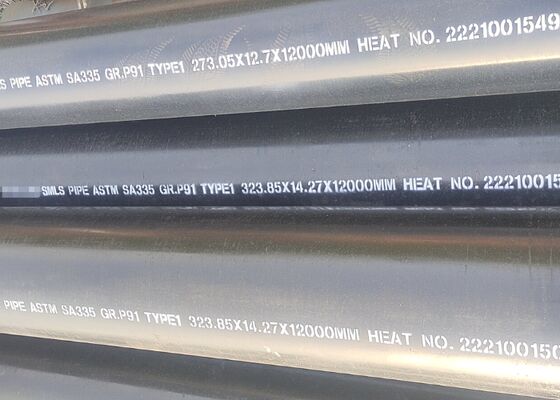 PIPE ASTM SA335 GR.P91 TYPE1 273.05X12.7X12000MM HEAT NO. 2221001549
SMLS PIPE ASTM SA335 GR.P91 TYPE1 323.85X14.27X12000MM HEAT NO. 22210015
PIPE ASTM SA335 GR.P91 TYPE1 323.85X14.27X12000MM HEAT NO. 222100150